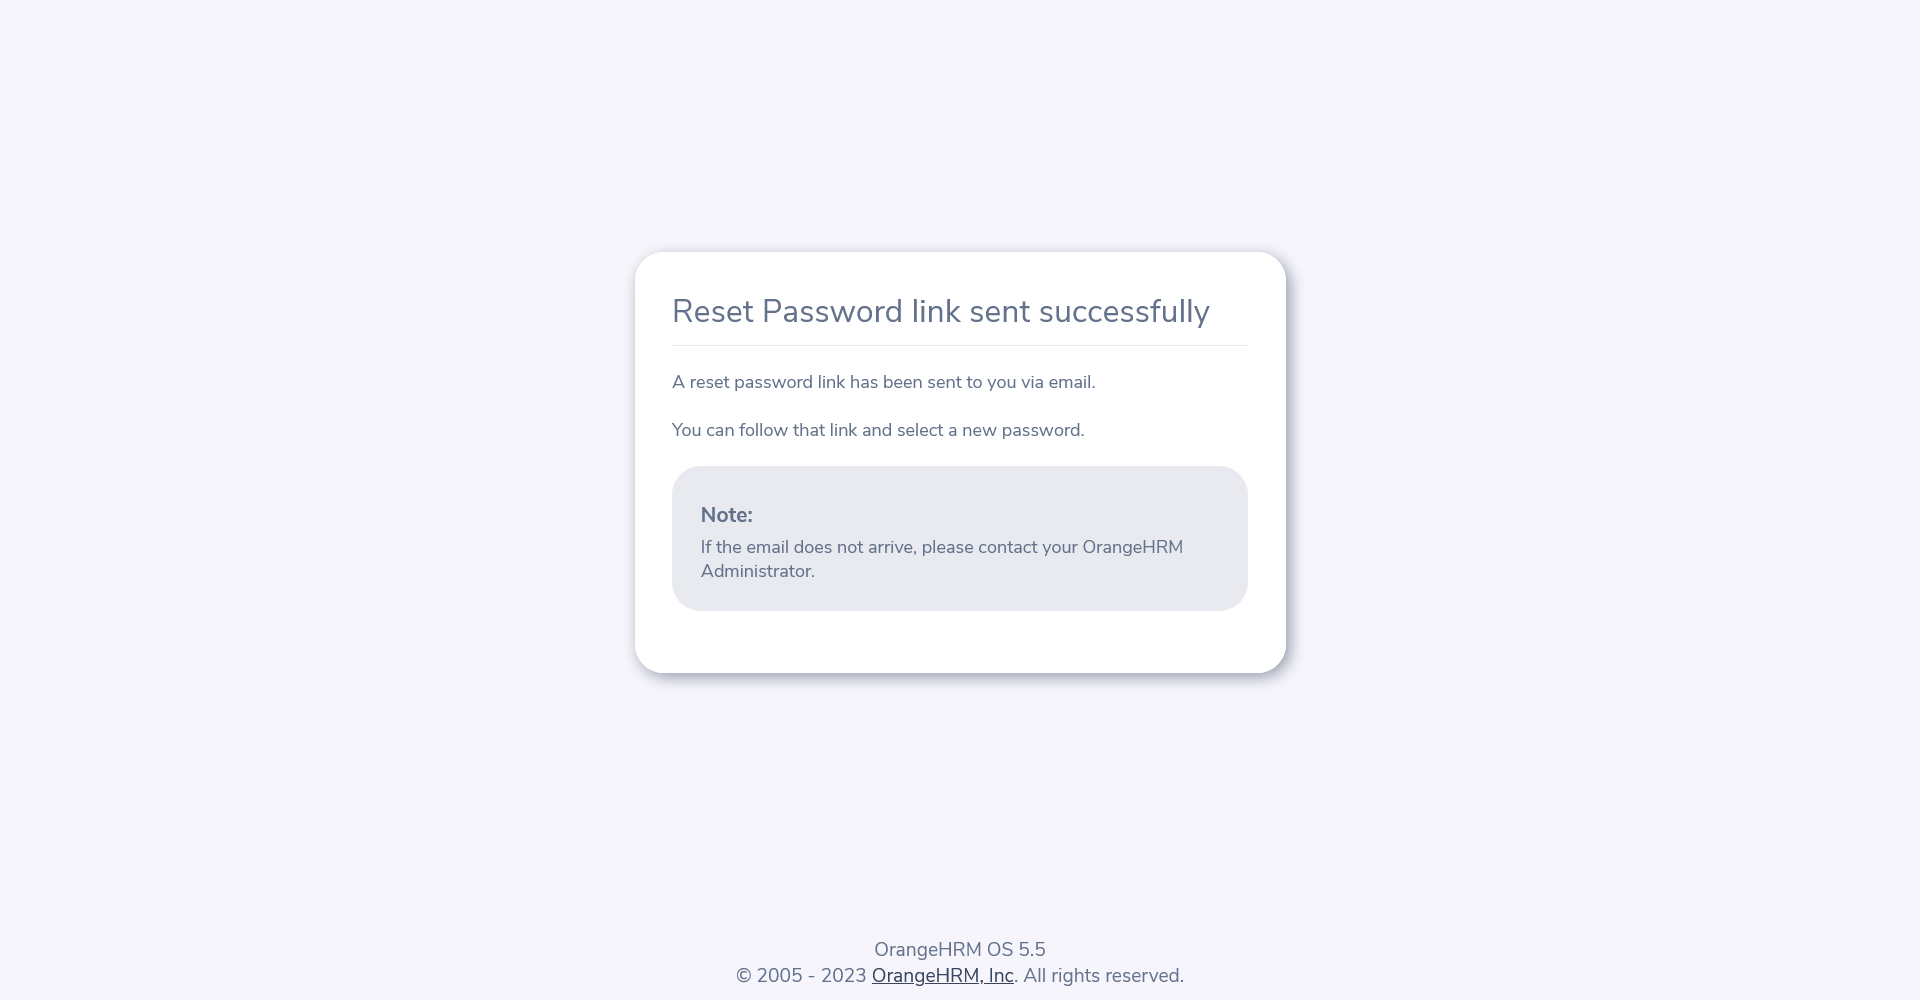 Reset Password link sent successfully
A reset password link has been sent to you via email.
You can follow that link and select a new password.
Note:
If the email does not arrive, please contact your OrangeHRM
Administrator.
OrangeHRM OS 5.5
© 2005 - 2023 OrangeHRM, Inc. All rights reserved.